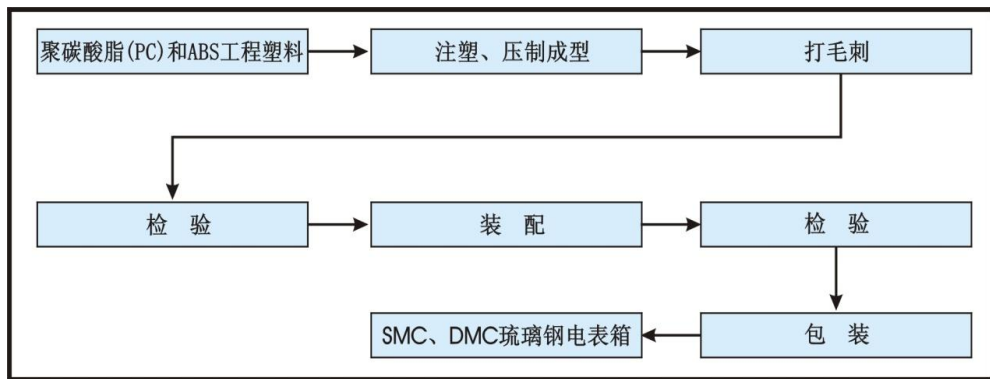 聚碳酸脂(PC)和ABS工程塑料
注塑、压制成型
打毛刺
检 验
装 配
检 验
包 装
SMC、DMC琉璃钢电表箱